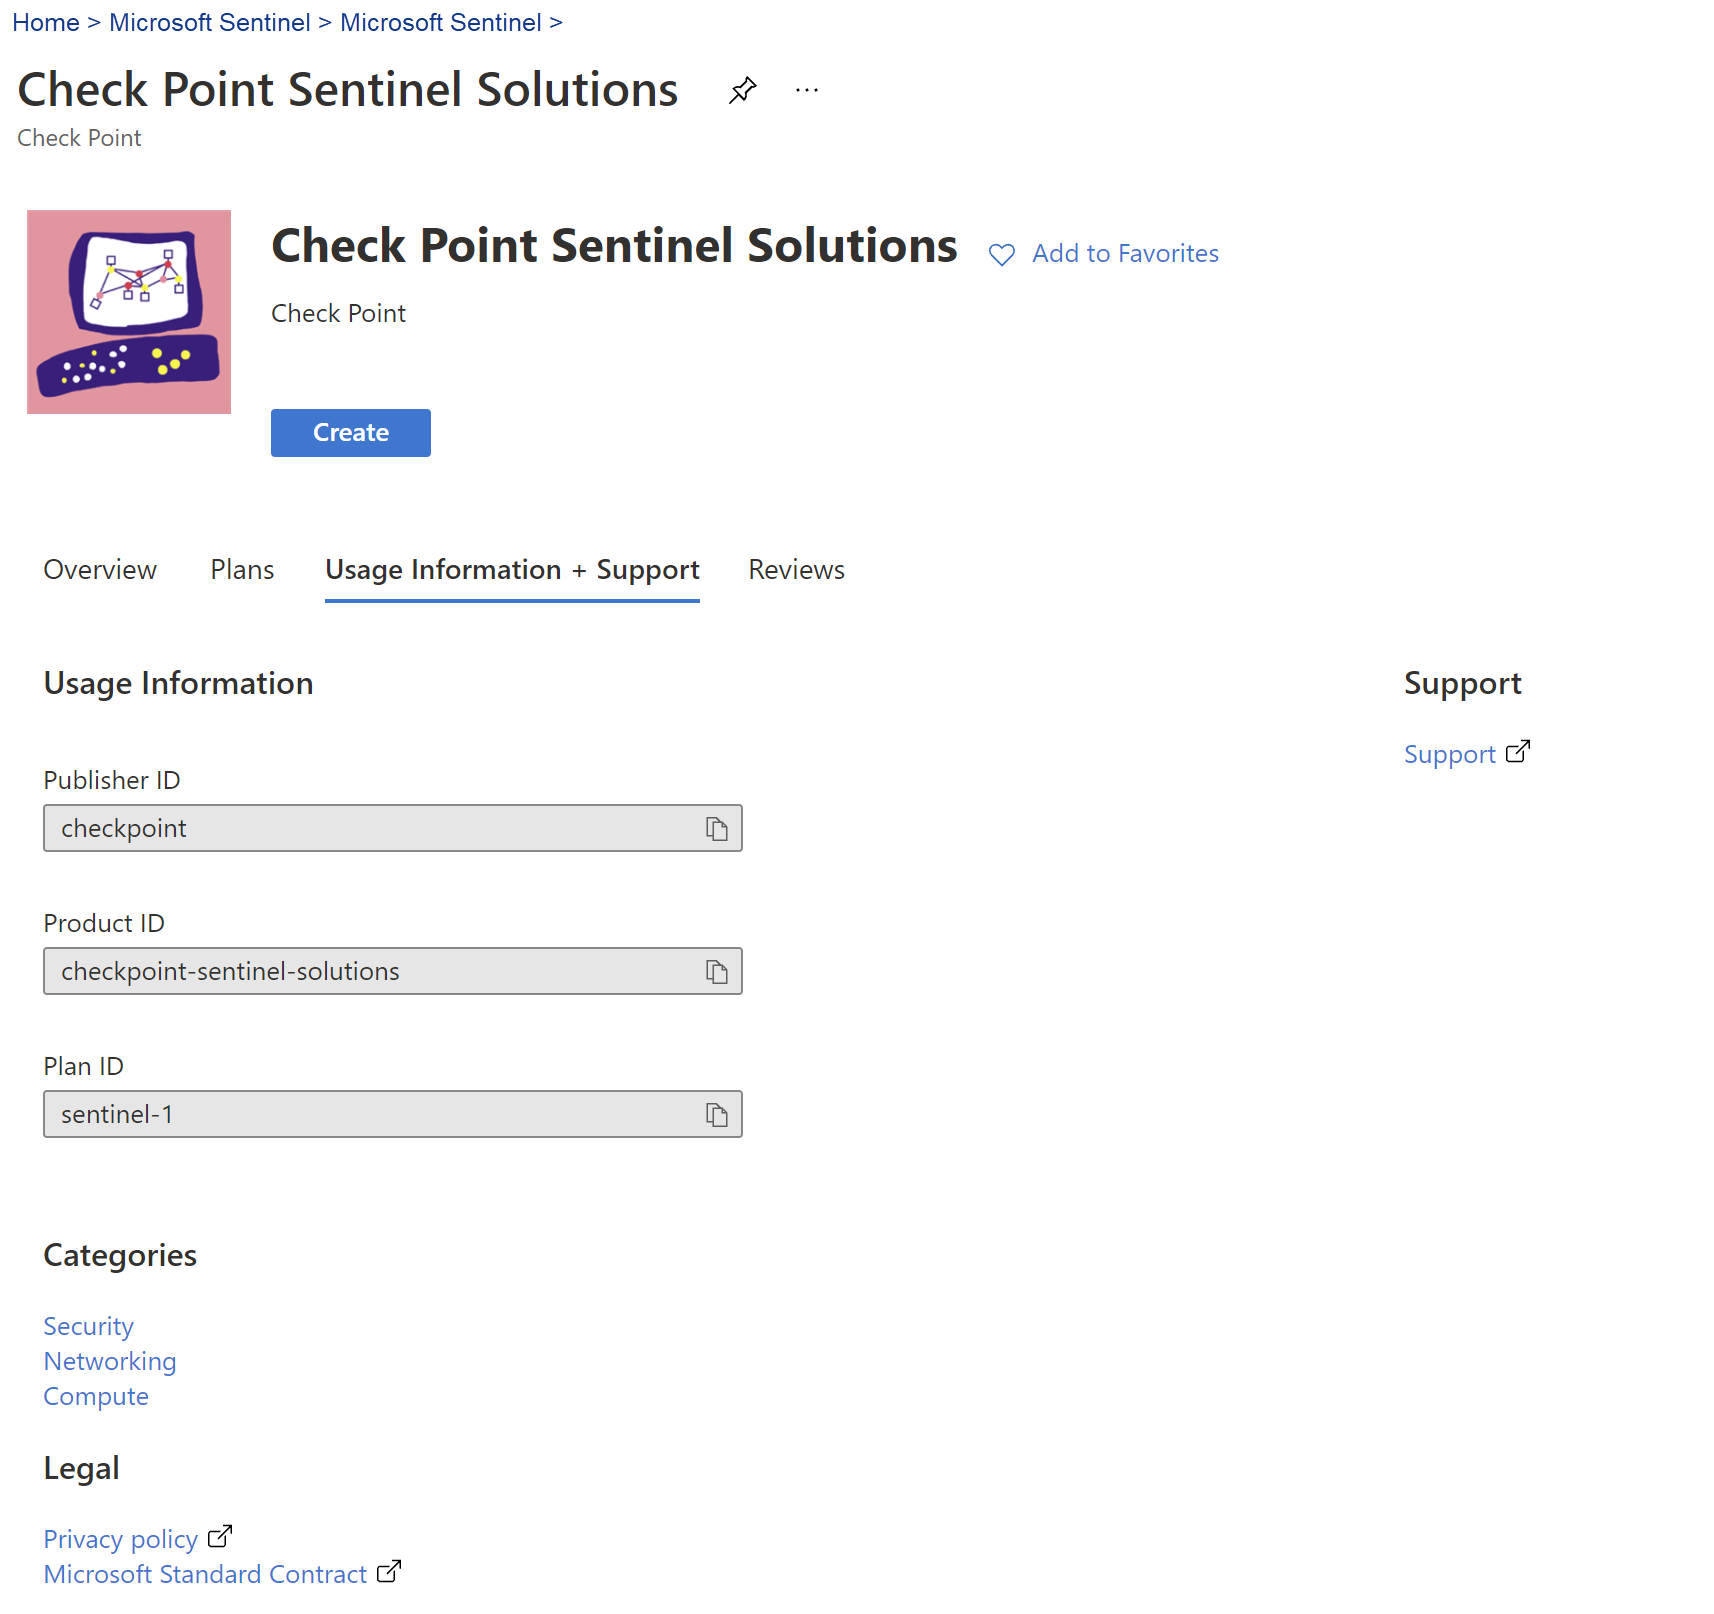 Home > Microsoft Sentinel > Microsoft Sentinel >
Check Point Sentinel Solutions ...
Check Point
Check Point Sentinel Solutions
Add to Favorites
Check Point
Create
Overview
Plans
Usage Information + Support
Reviews
Usage Information
Publisher ID
checkpoint
Product ID
checkpoint-sentinel-solutions
Plan ID
sentinel-1
Categories
Security
Networking
Compute
Legal
Privacy policy
Microsoft Standard Contract
Support
Support